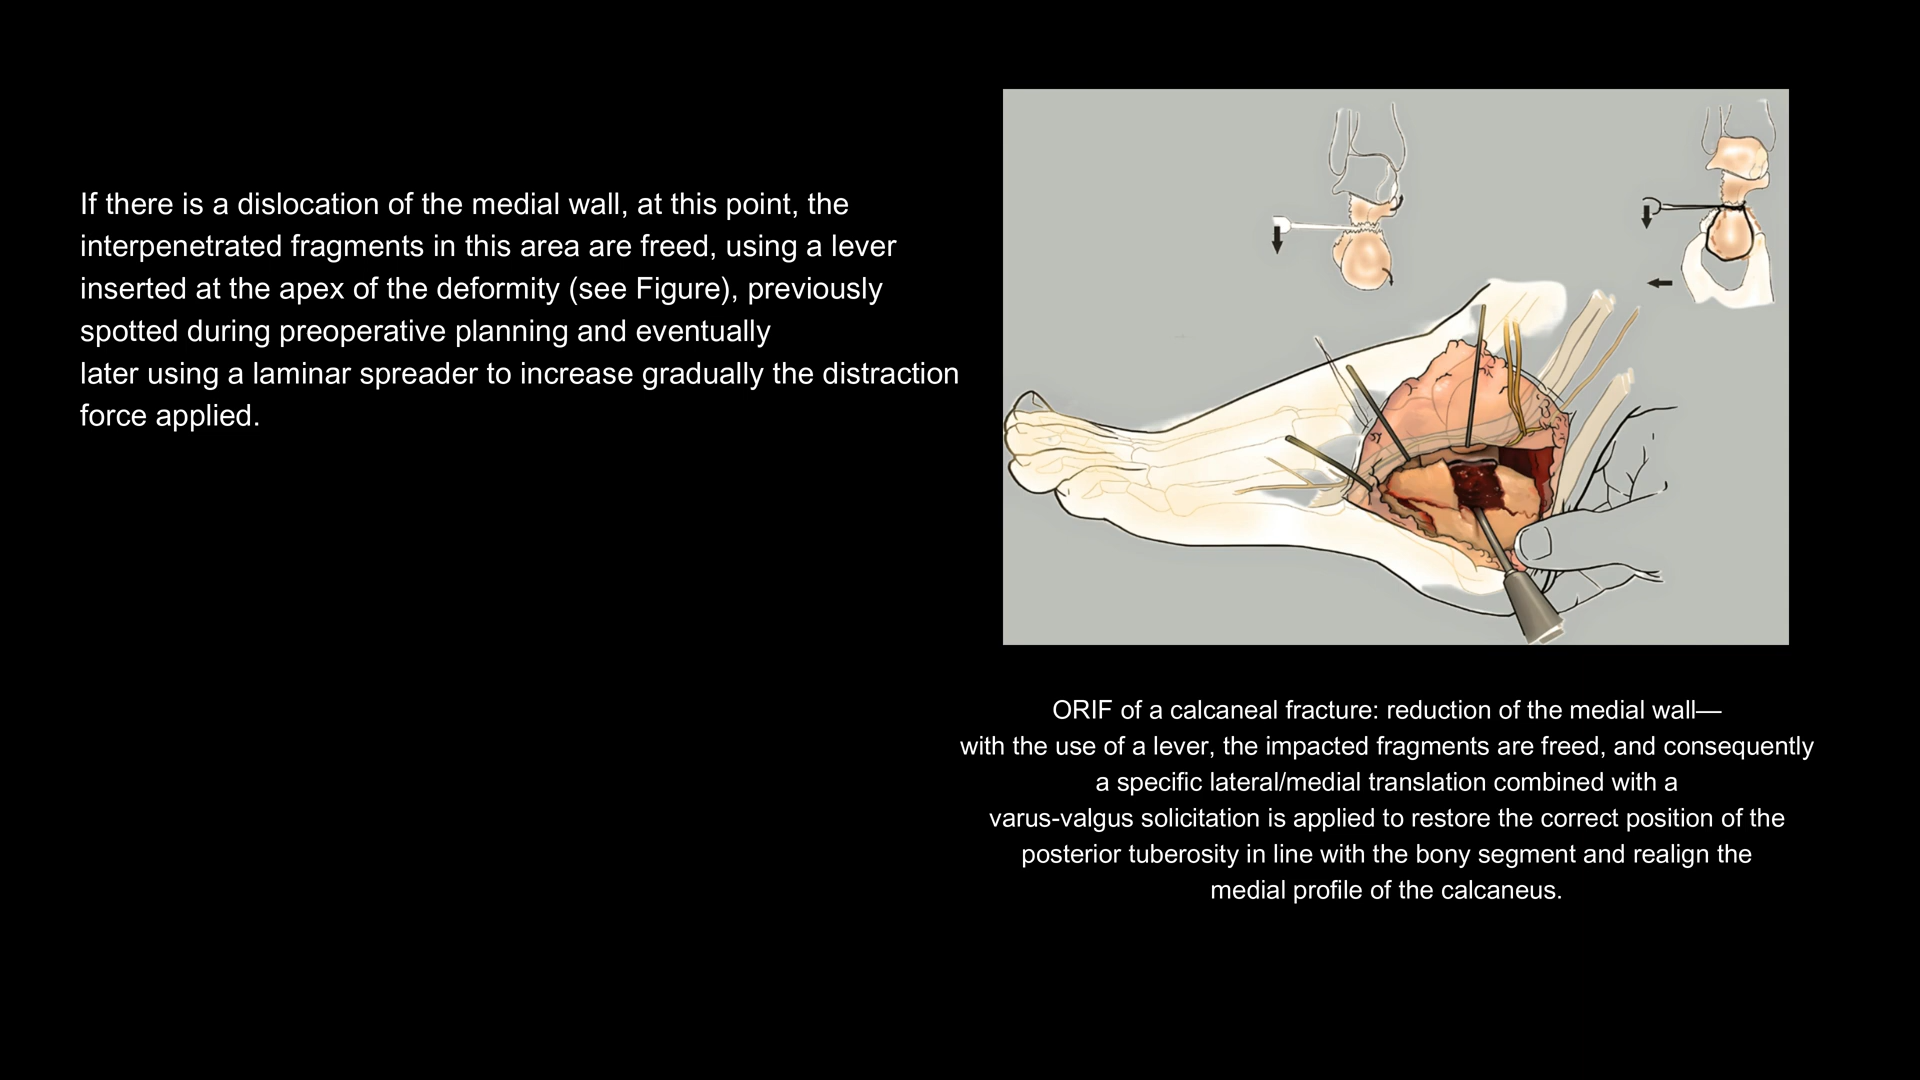 If there is a dislocation of the medial wall, at this point, the
interpenetrated fragments in this area are freed, using a lever
inserted at the apex of the deformity (see Figure), previously
spotted during preoperative planning and eventually
later using a laminar spreader to increase gradually the distraction
force applied.
ORIF of a calcaneal fracture: reduction of the medial wall—
with the use of a lever, the impacted fragments are freed, and consequently
a specific lateral/medial translation combined with a
varus-valgus solicitation is applied to restore the correct position of the
posterior tuberosity in line with the bony segment and realign the
medial profile of the calcaneus.